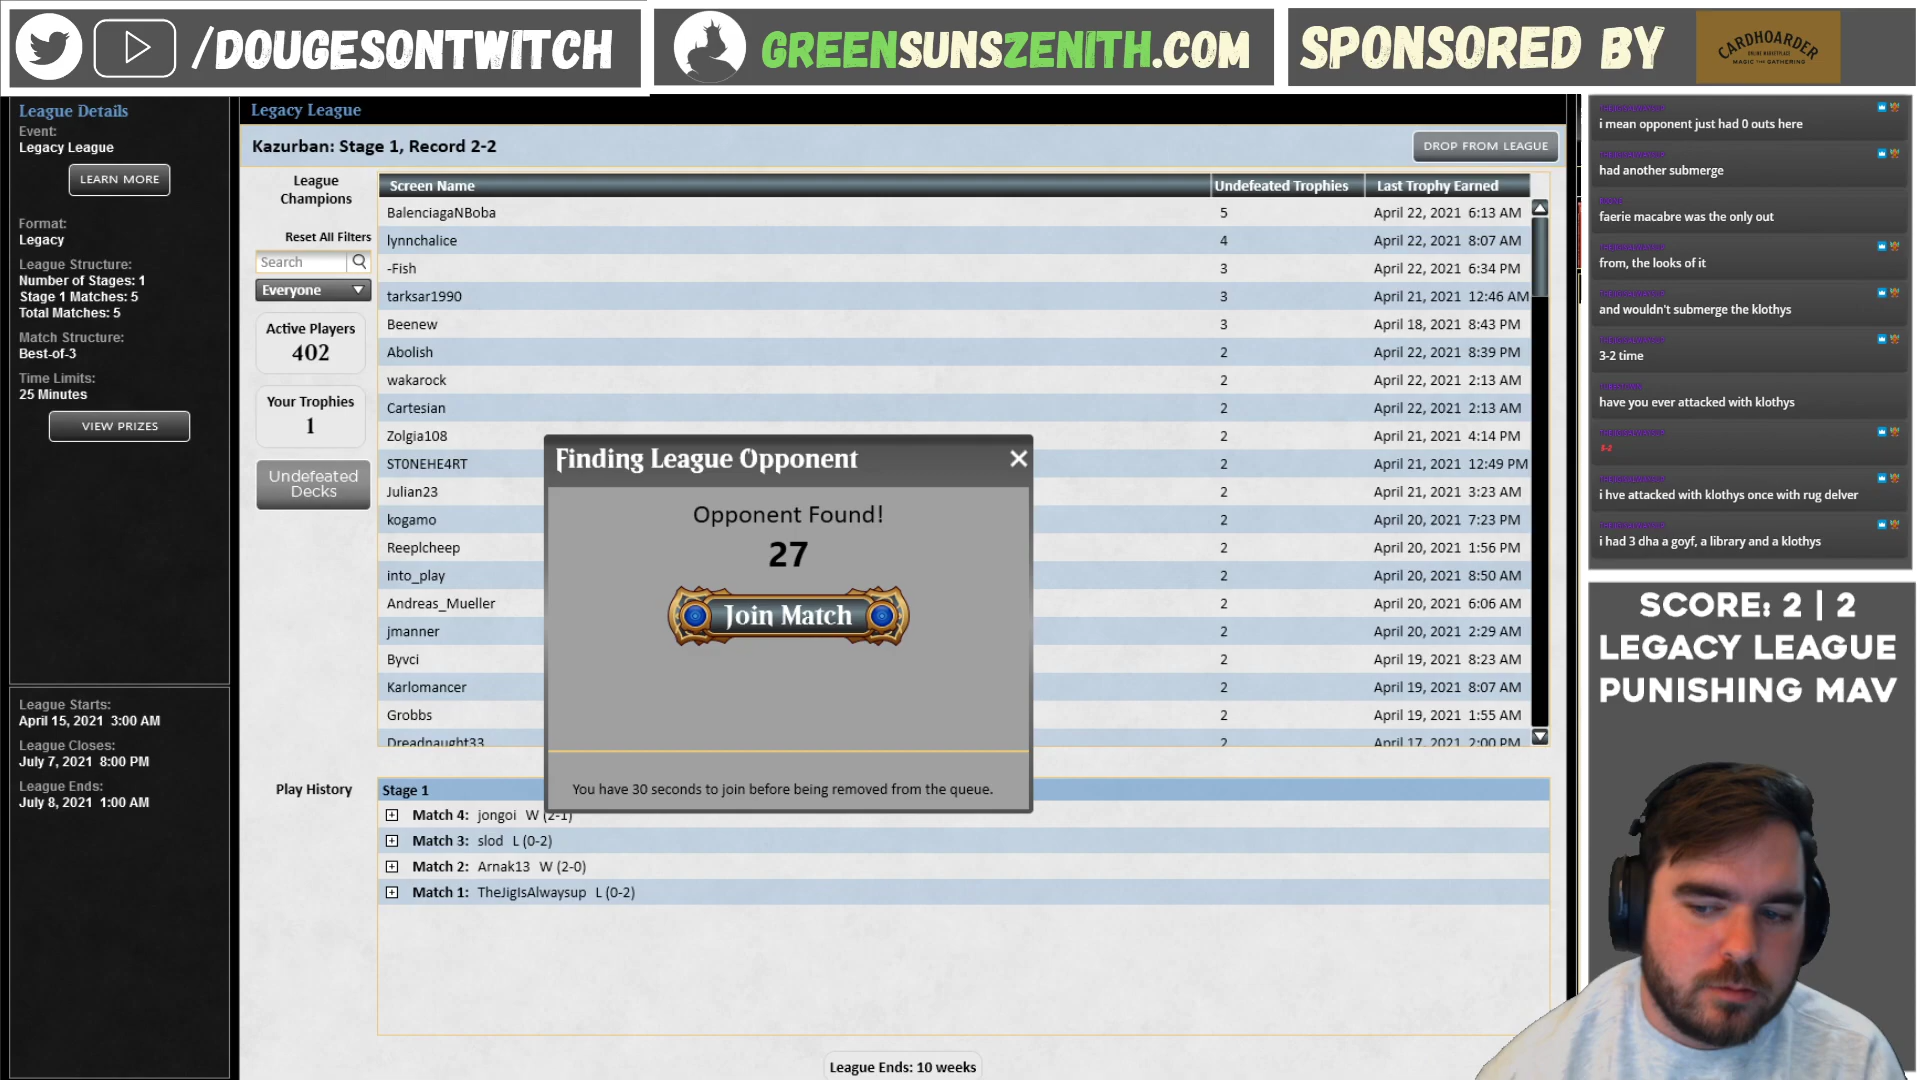 /DOUGESONTWITCH
GREENSUNSZENITH.COM
SPONSORED BY
CARDHOARDER
ONLINE MARKETPLACE
MAGIC THE GATHERING
League Details
Event:
Legacy League
LEARN MORE
Format:
Legacy
League Structure:
Number of Stages: 1
Stage 1 Matches: 5
Total Matches: 5
Match Structure:
Best-of-3
Time Limits:
25 Minutes
VIEW PRIZES
League Starts:
April 15, 2021 3:00 AM
League Closes:
July 7, 2021 8:00 PM
League Ends:
July 8, 2021 1:00 AM
Legacy League
Kazurban: Stage 1, Record 2-2
DROP FROM LEAGUE
League
Champions
Reset All Filters
Search
Everyone
Active Players
402
Your Trophies
1
Undefeated
Decks
Screen Name Undefeated Trophies Last Trophy Earned
BalenciagaNBoba 5 April 22, 2021 6:13 AM
lynnchalice 4 April 22, 2021 8:07 AM
-Fish 3 April 22, 2021 6:34 PM
tarksar1990 3 April 21, 2021 12:46 AM
Beenew 3 April 18, 2021 8:43 PM
Abolish 2 April 22, 2021 8:39 PM
wakarock 2 April 22, 2021 2:13 AM
Cartesian 2 April 22, 2021 2:13 AM
Zolgia108 2 April 21, 2021 4:14 PM
ST0NEHE4RT 2 April 21, 2021 12:49 PM
Julian23 2 April 21, 2021 3:23 AM
kogamo 2 April 20, 2021 7:23 PM
Reeplcheep 2 April 20, 2021 1:56 PM
into_play 2 April 20, 2021 8:50 AM
Andreas_Mueller 2 April 20, 2021 6:06 AM
jmanner 2 April 20, 2021 2:29 AM
Byvci 2 April 19, 2021 8:23 AM
Karlomancer 2 April 19, 2021 8:07 AM
Grobbs 2 April 19, 2021 1:55 AM
Dreadnaught33 2 April 17, 2021 2:00 PM
Finding League Opponent
Opponent Found!
27
Join Match
You have 30 seconds to join before being removed from the queue.
Play History
Stage 1
Match 4: jongoi W (2-1)
Match 3: slod L (0-2)
Match 2: Arnak13 W (2-0)
Match 1: TheJigIsAlwaysup L (0-2)
League Ends: 10 weeks
i mean opponent just had 0 outs here
had another submerge
faerie macabre was the only out
from, the looks of it
and wouldn't submerge the klothys
3-2 time
have you ever attacked with klothys
i hve attacked with klothys once with rug delver
i had 3 dha a goyf, a library and a klothys
SCORE: 2 | 2
LEGACY LEAGUE
PUNISHING MAV